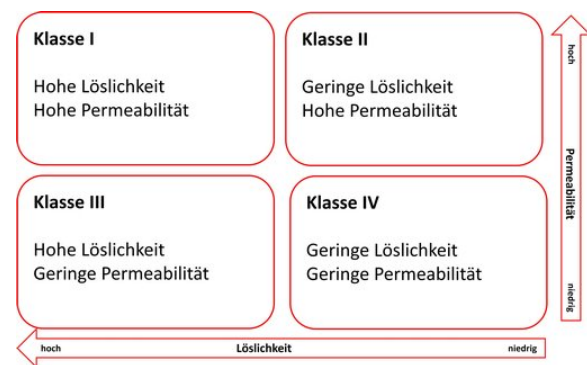 Klasse I
Hohe Löslichkeit
Hohe Permeabilität
Klasse II
Geringe Löslichkeit
Hohe Permeabilität
Klasse III
Hohe Löslichkeit
Geringe Permeabilität
Klasse IV
Geringe Löslichkeit
Geringe Permeabilität
hoch
Permeabilität
niedrig
hoch Löslichkeit niedrig